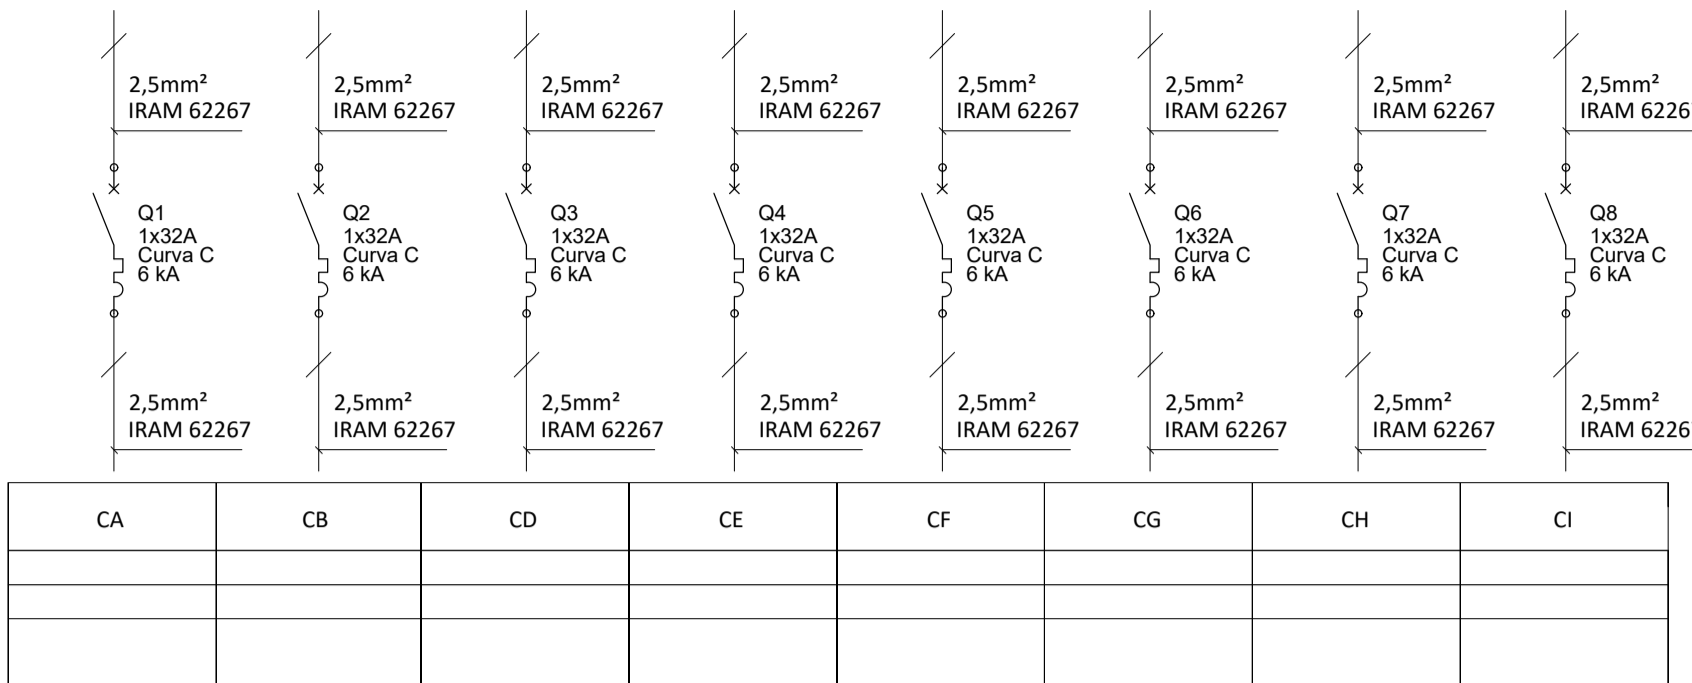 2,5mm²
IRAM 62267
2,5mm²
IRAM 62267
2,5mm²
IRAM 62267
2,5mm²
IRAM 62267
2,5mm²
IRAM 62267
2,5mm²
IRAM 62267
2,5mm²
IRAM 62267
2,5mm²
IRAM 6226
Q1
1x32A
Curva C
6 kA
Q2
1x32A
Curva C
6 kA
Q3
1x32A
Curva C
6 kA
Q4
1x32A
Curva C
6 kA
Q5
1x32A
Curva C
6 kA
Q6
1x32A
Curva C
6 kA
Q7
1x32A
Curva C
6 kA
Q8
1x32A
Curva C
6 kA
2,5mm²
IRAM 62267
2,5mm²
IRAM 62267
2,5mm²
IRAM 62267
2,5mm²
IRAM 62267
2,5mm²
IRAM 62267
2,5mm²
IRAM 62267
2,5mm²
IRAM 62267
2,5mm²
IRAM 6226
CA CB CD CE CF CG CH CI